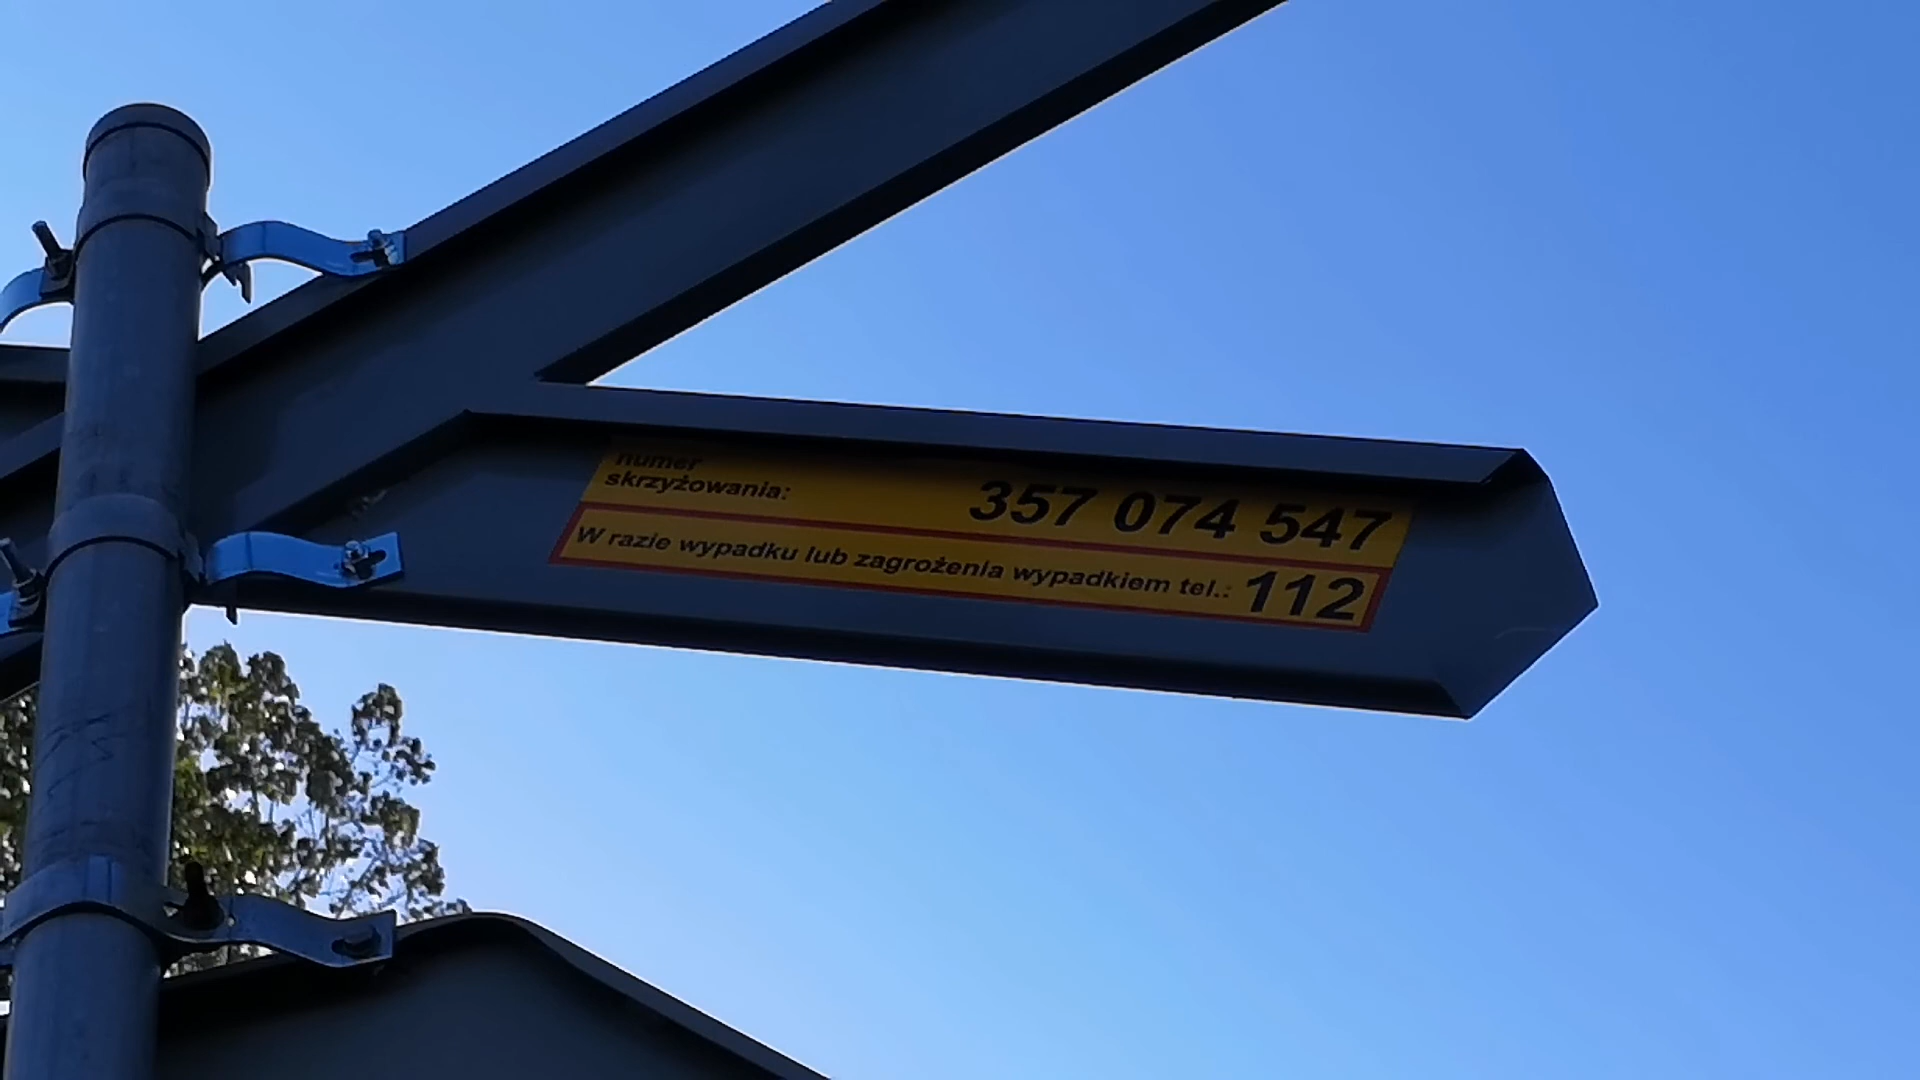 numer
skrzyżowania:
357 074 547
W razie wypadku lub zagrożenia wypadkiem tel.: 112